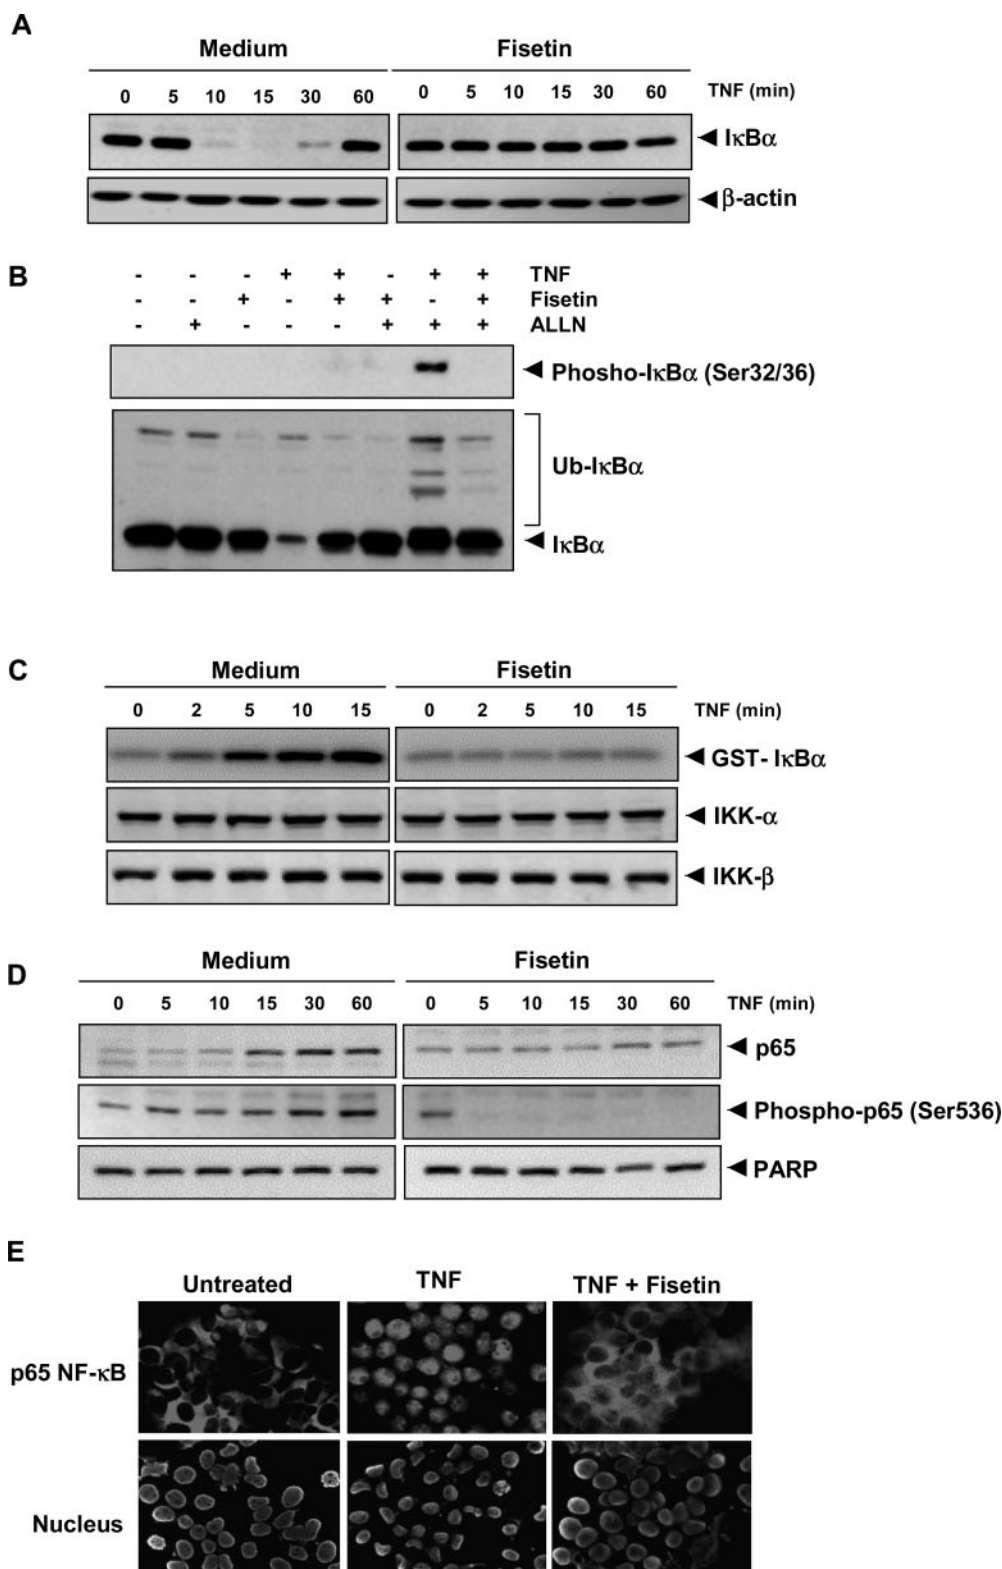 A
Medium Fisetin
0 5 10 15 30 60 0 5 10 15 30 60 TNF (min)
IκBα
β-actin
B
- - - + + - + + TNF
- - + - + + - + Fisetin
- + - - - + + + ALLN
Phosho-IκBα (Ser32/36)
Ub-IκBα
IκBα
C
Medium Fisetin
0 2 5 10 15 0 2 5 10 15 TNF (min)
GST- IκBα
IKK-α
IKK-β
D
Medium Fisetin
0 5 10 15 30 60 0 5 10 15 30 60 TNF (min)
p65
Phospho-p65 (Ser536)
PARP
E
Untreated TNF TNF + Fisetin
p65 NF-κB
Nucleus